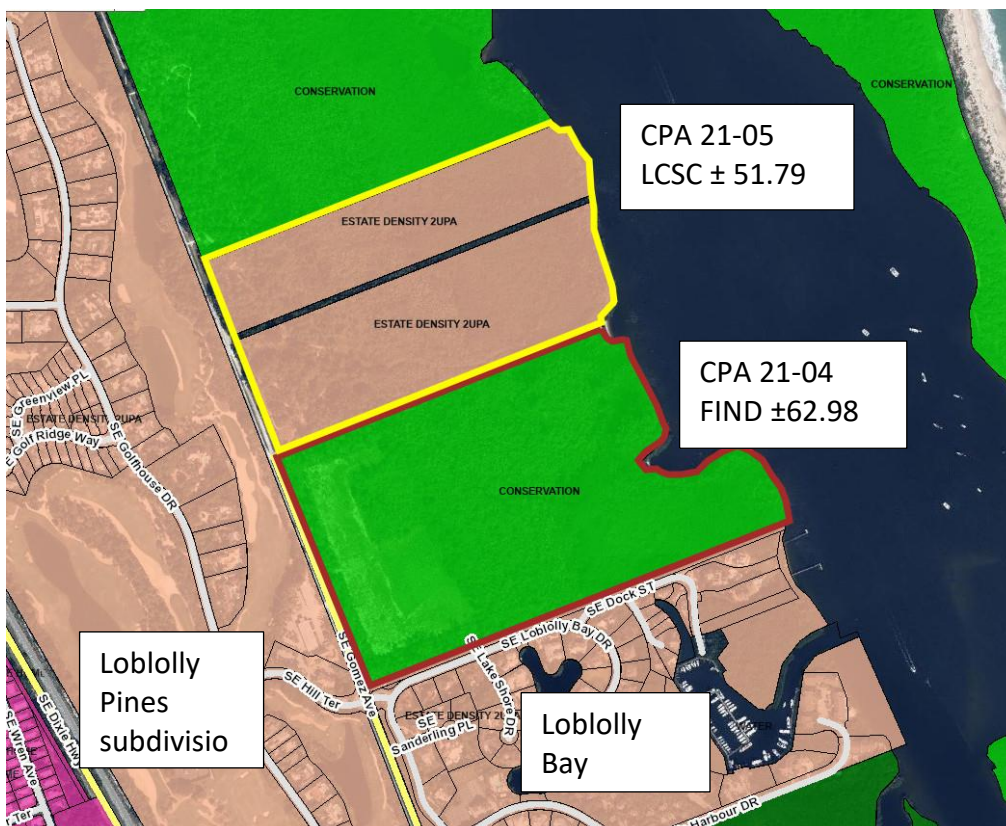 CONSERVATION
CONSERVATION
CPA 21-05
LCSC ± 51.79
ESTATE DENSITY 2UPA
ESTATE DENSITY 2UPA
CPA 21-04
FIND ±62.98
SE Greenview PL
ESTATE DENSITY 2UPA
Golf Ridge Way
SE Golfhouse DR
CONSERVATION
SE Dock ST
SE Loblolly Bay DR
SE Lake Shore DR
SE Gomez Ave
SE Hill Ter
Loblolly
Pines
subdivisio
SE Dixie Hwy
SE Wren Ave
Ter
SE
Sanderling PL
Loblolly
Bay
Harbour DR